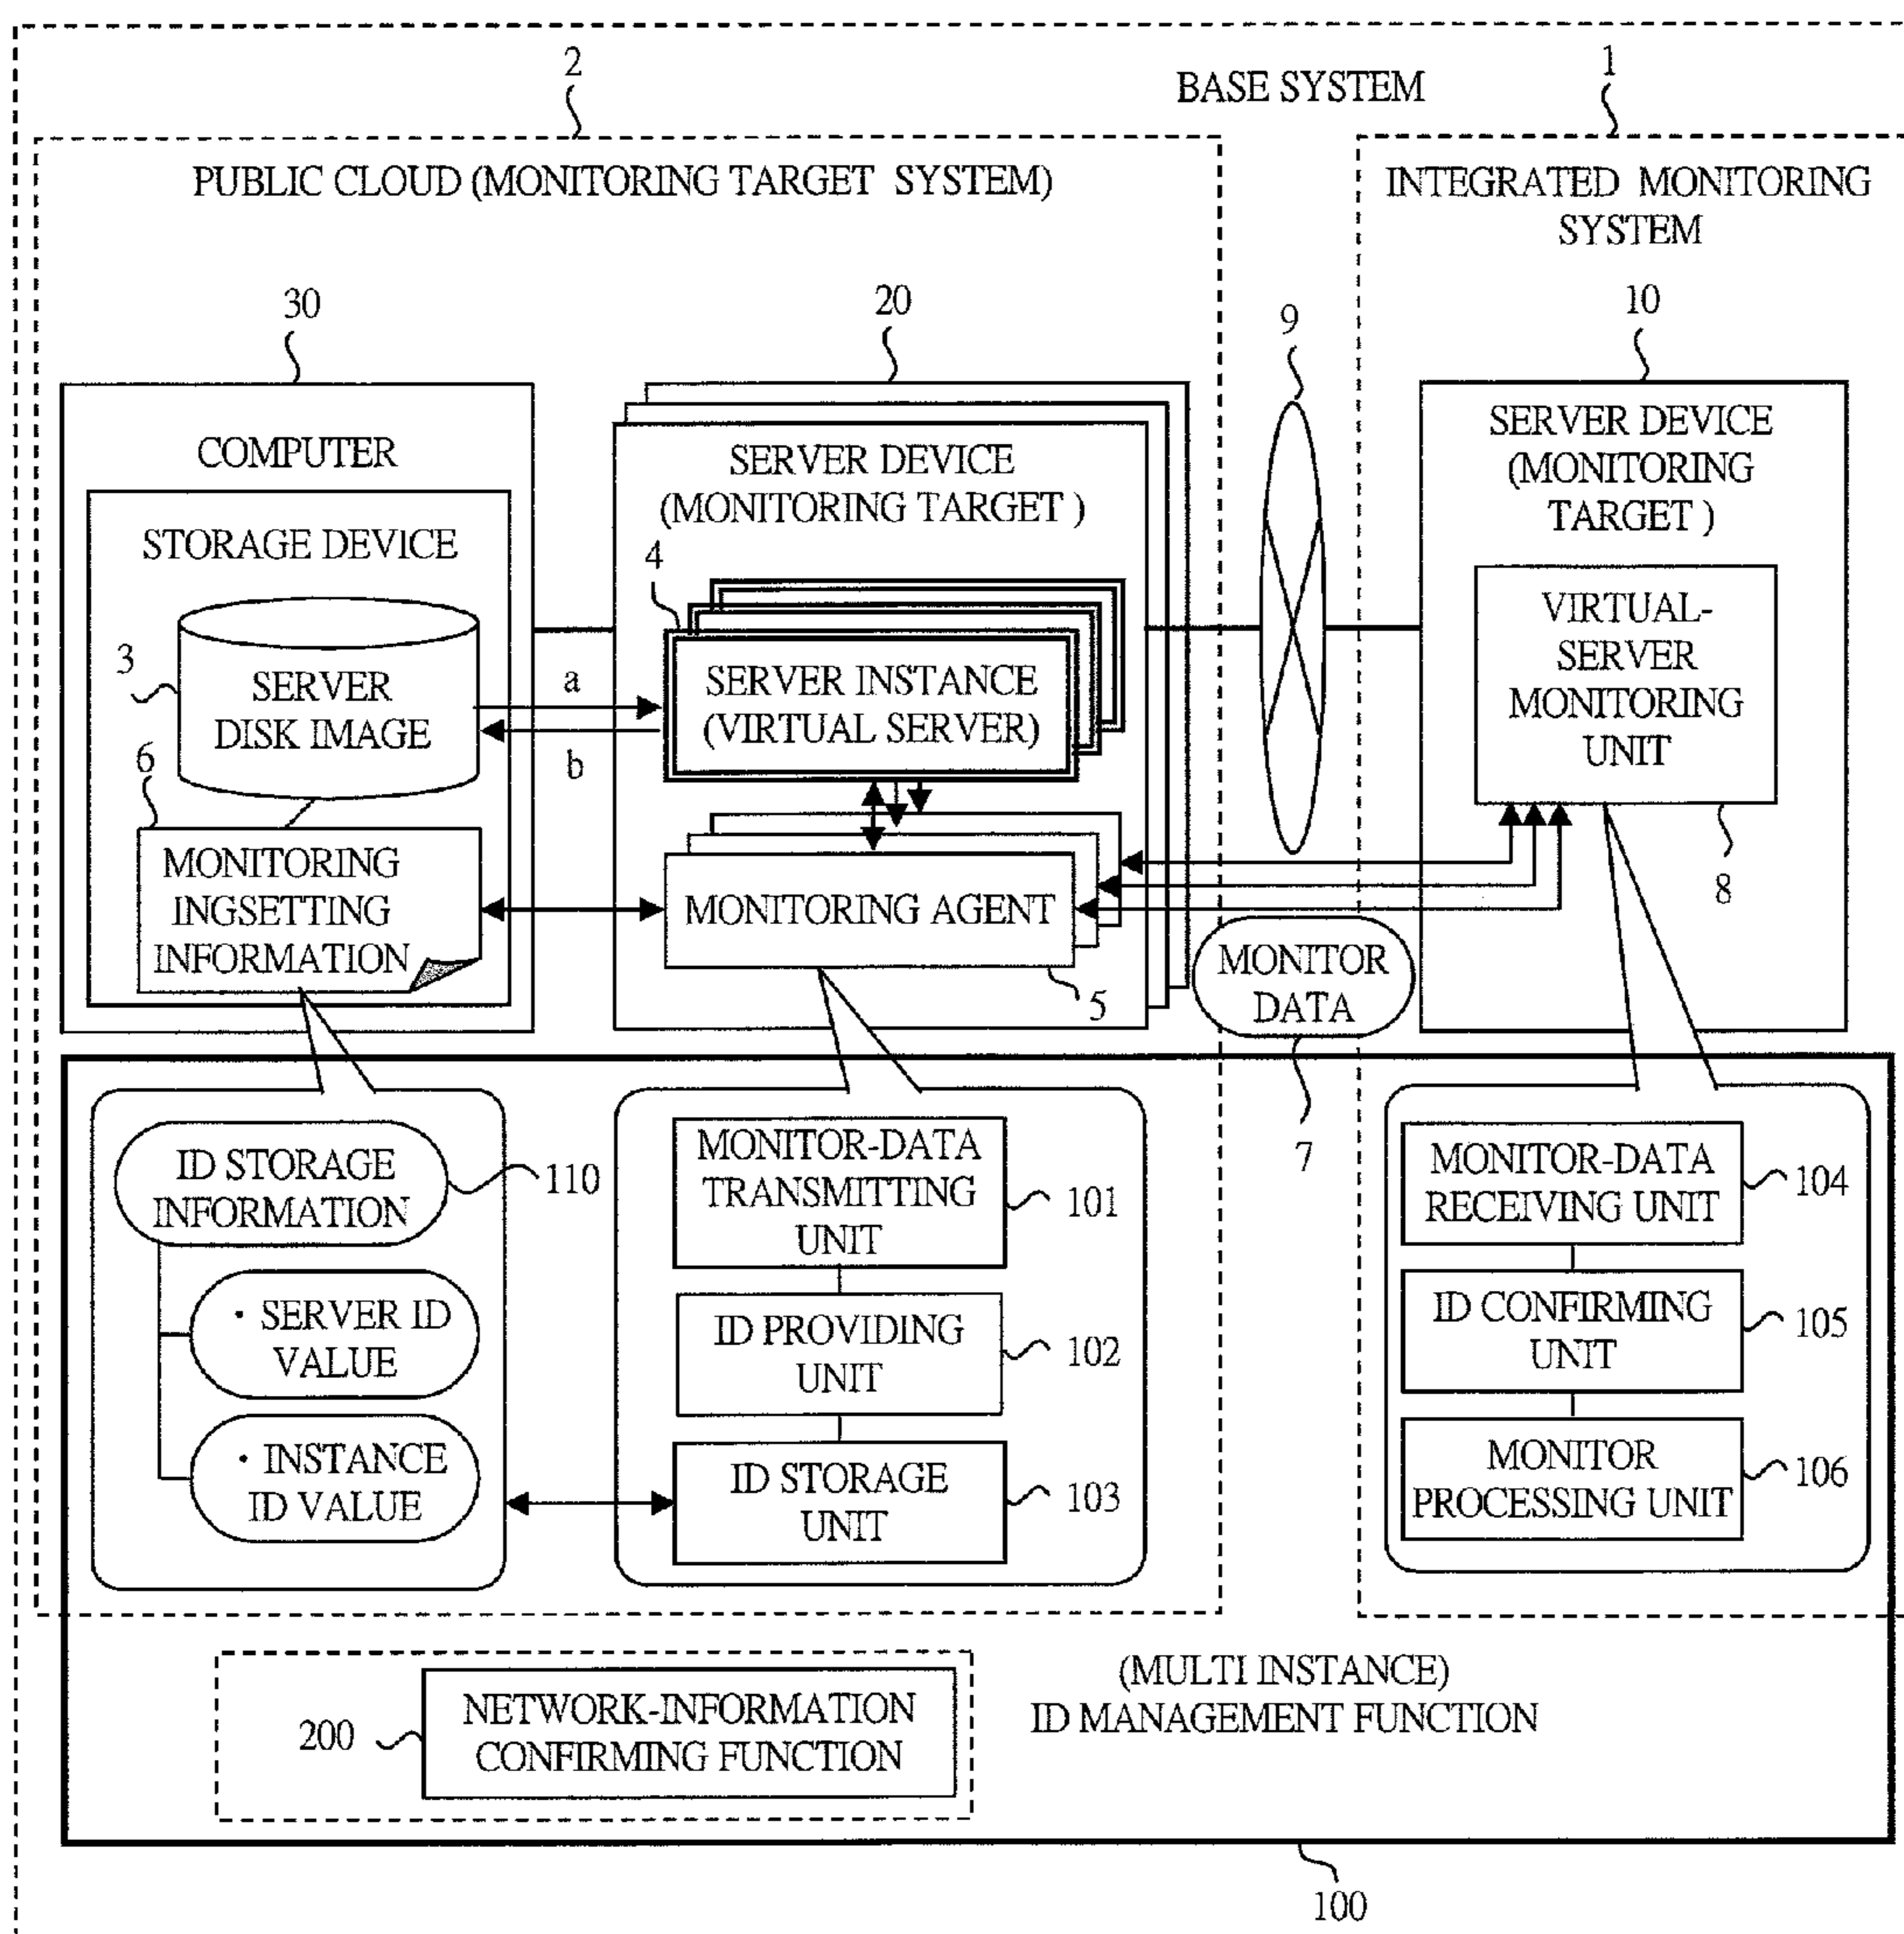 2
BASE SYSTEM
1
PUBLIC CLOUD (MONITORING TARGET SYSTEM)
INTEGRATED MONITORING
SYSTEM
30
20
9
10
COMPUTER
STORAGE DEVICE
3
SERVER
DISK IMAGE
6
MONITORING
INGSETTING
INFORMATION
a
b
SERVER DEVICE
(MONITORING TARGET )
4
SERVER INSTANCE
(VIRTUAL SERVER)
MONITORING AGENT
5
SERVER DEVICE
(MONITORING
TARGET )
VIRTUAL-
SERVER
MONITORING
UNIT
8
MONITOR
DATA
7
ID STORAGE
INFORMATION
110
・SERVER ID
VALUE
・INSTANCE
ID VALUE
MONITOR-DATA
TRANSMITTING
UNIT
101
ID PROVIDING
UNIT
102
ID STORAGE
UNIT
103
MONITOR-DATA
RECEIVING UNIT
104
ID CONFIRMING
UNIT
105
MONITOR
PROCESSING UNIT
106
200
NETWORK-INFORMATION
CONFIRMING FUNCTION
(MULTI INSTANCE)
ID MANAGEMENT FUNCTION
100